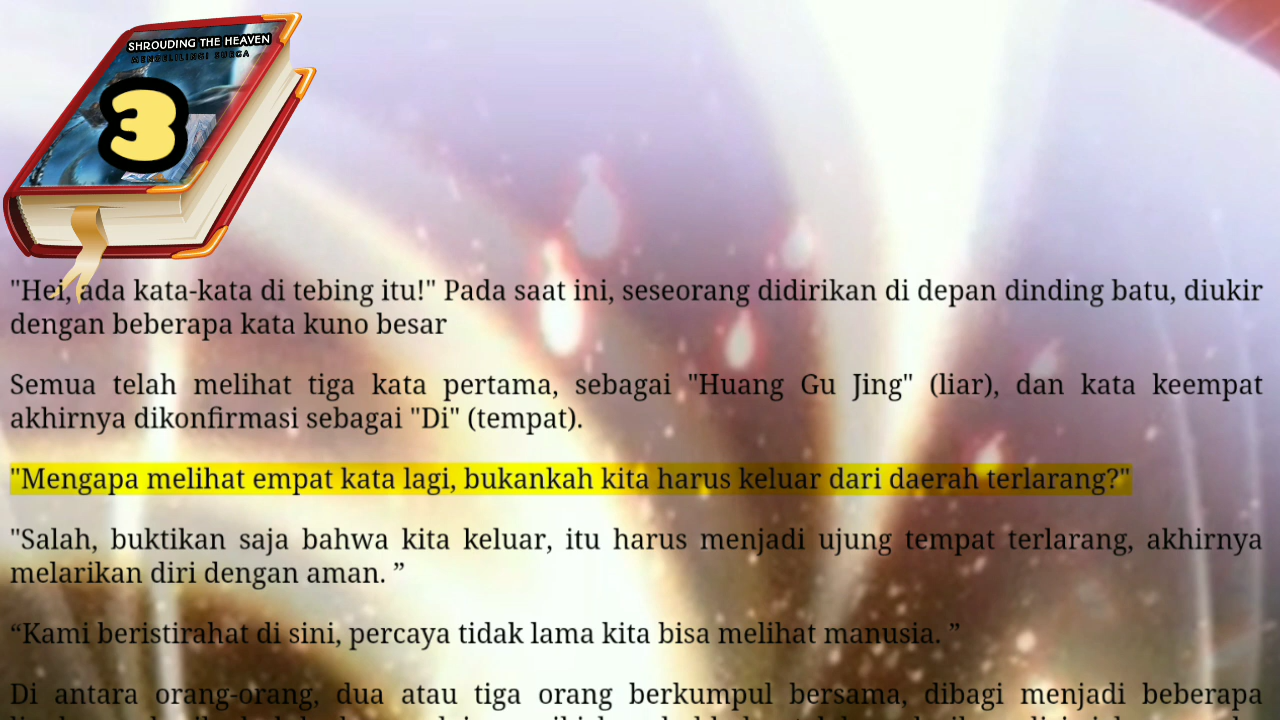 SHROUDING THE HEAVEN
MENGELILINGI SURGA
3
"Hei, ada kata-kata di tebing itu!" Pada saat ini, seseorang didirikan di depan dinding batu, diukir
dengan beberapa kata kuno besar
Semua telah melihat tiga kata pertama, sebagai "Huang Gu Jing" (liar), dan kata keempat
akhirnya dikonfirmasi sebagai "Di" (tempat).
"Mengapa melihat empat kata lagi, bukankah kita harus keluar dari daerah terlarang?"
"Salah, buktikan saja bahwa kita keluar, itu harus menjadi ujung tempat terlarang, akhirnya
melarikan diri dengan aman. ”
“Kami beristirahat di sini, percaya tidak lama kita bisa melihat manusia. ”
Di antara orang-orang, dua atau tiga orang berkumpul bersama, dibagi menjadi beberapa